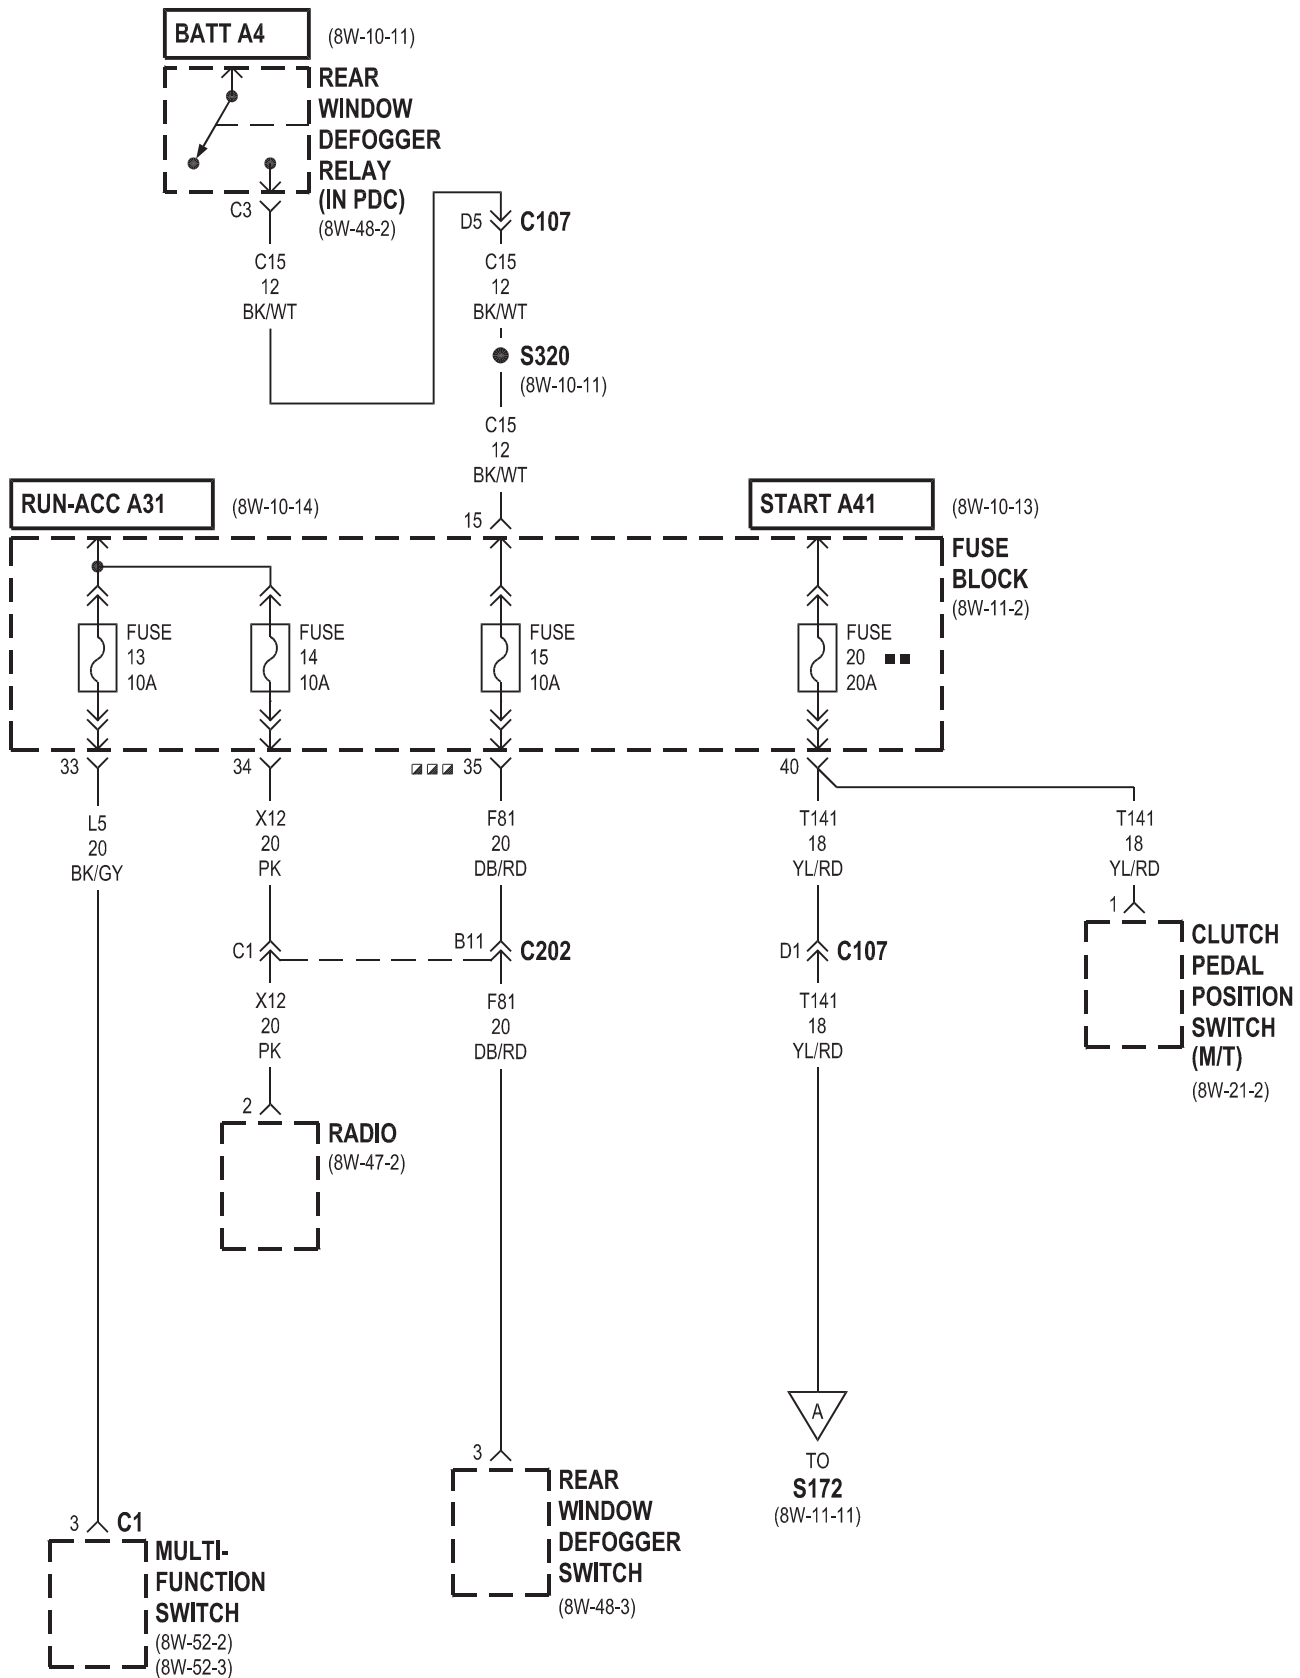 BATT A4
(8W-10-11)
REAR
WINDOW
DEFOGGER
RELAY
(IN PDC)
(8W-48-2)
C3
D5
C107
C15
12
BK/WT
C15
12
BK/WT
S320
(8W-10-11)
C15
12
BK/WT
RUN-ACC A31
(8W-10-14)
15
START A41
(8W-10-13)
FUSE
BLOCK
(8W-11-2)
FUSE
13
10A
FUSE
14
10A
FUSE
15
10A
FUSE
20
20A
33
34
35
40
L5
20
BK/GY
X12
20
PK
F81
20
DB/RD
T141
18
YL/RD
T141
18
YL/RD
1
CLUTCH
PEDAL
POSITION
SWITCH
(M/T)
(8W-21-2)
C1
B11
C202
D1
C107
X12
20
PK
F81
20
DB/RD
T141
18
YL/RD
2
RADIO
(8W-47-2)
A
TO
S172
(8W-11-11)
3
REAR
WINDOW
DEFOGGER
SWITCH
(8W-48-3)
3
C1
MULTI-
FUNCTION
SWITCH
(8W-52-2)
(8W-52-3)